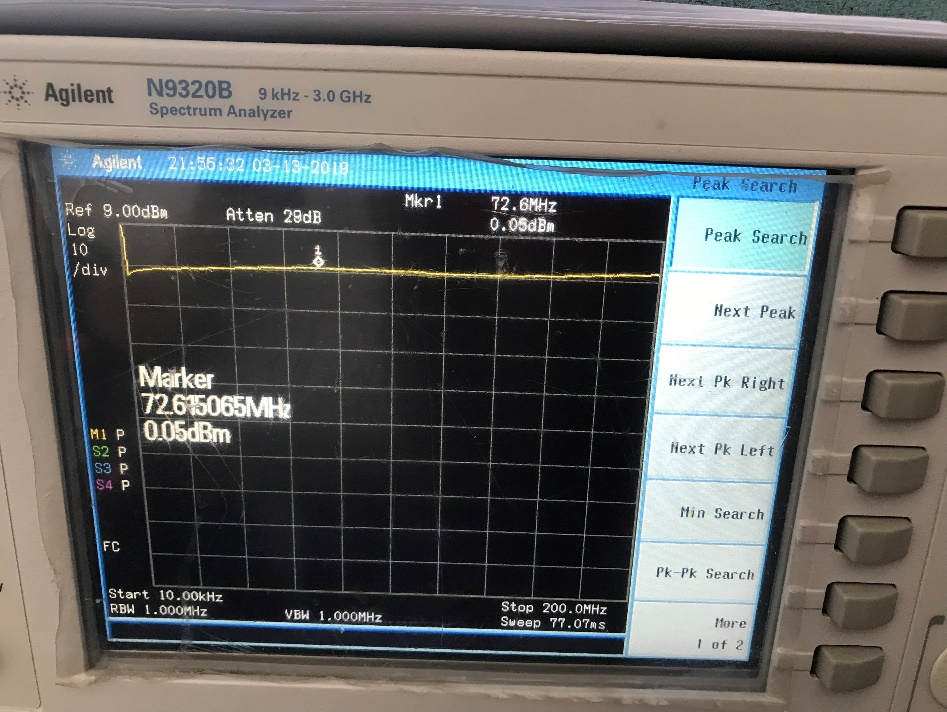 Agilent N9320B 9 kHz - 3.0 GHz
Spectrum Analyzer
Agilent 21:55:32 03-13-2019
Peak Search
Ref 9.00dBm Atten 29dB Mkr1 72.6MHz
0.05dBm
Log
10
/div
1
Peak Search
Next Peak
Next Pk Right
Next Pk Left
Min Search
Pk-Pk Search
More
1 of 2
Marker
72.615065MHz
0.05dBm
M1 P
S2 P
S3 P
S4 P
FC
Start 10.00kHz Stop 200.0MHz
RBW 1.000MHz VBW 1.000MHz Sweep 77.07ms